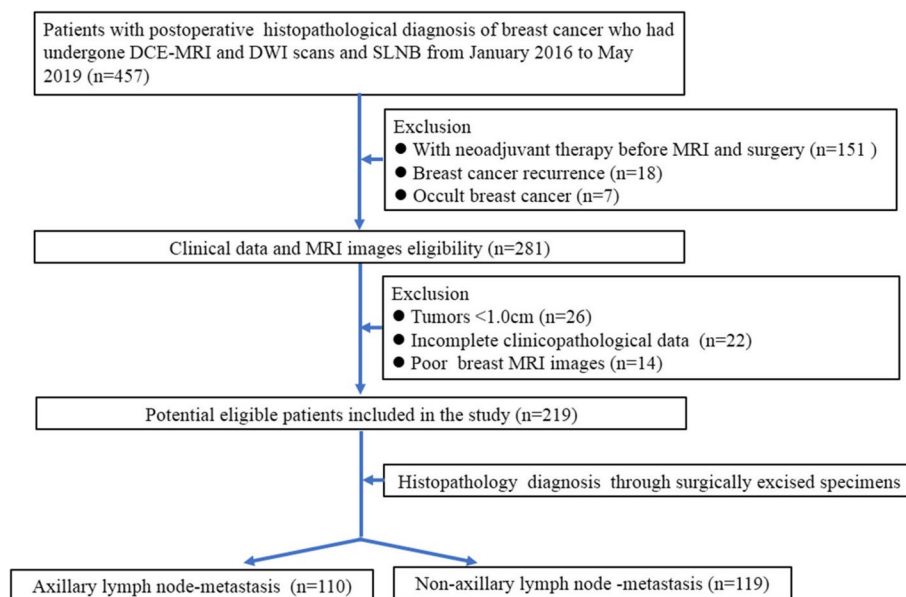 Patients with postoperative histopathological diagnosis of breast cancer who had
undergone DCE-MRI and DWI scans and SLNB from January 2016 to May
2019 (n=457)
Exclusion
● With neoadjuvant therapy before MRI and surgery (n=151 )
● Breast cancer recurrence (n=18)
● Occult breast cancer (n=7)
Clinical data and MRI images eligibility (n=281)
Exclusion
● Tumors <1.0cm (n=26)
● Incomplete clinicopathological data (n=22)
● Poor breast MRI images (n=14)
Potential eligible patients included in the study (n=219)
Histopathology diagnosis through surgically excised specimens
Axillary lymph node-metastasis (n=110)
Non-axillary lymph node -metastasis (n=119)